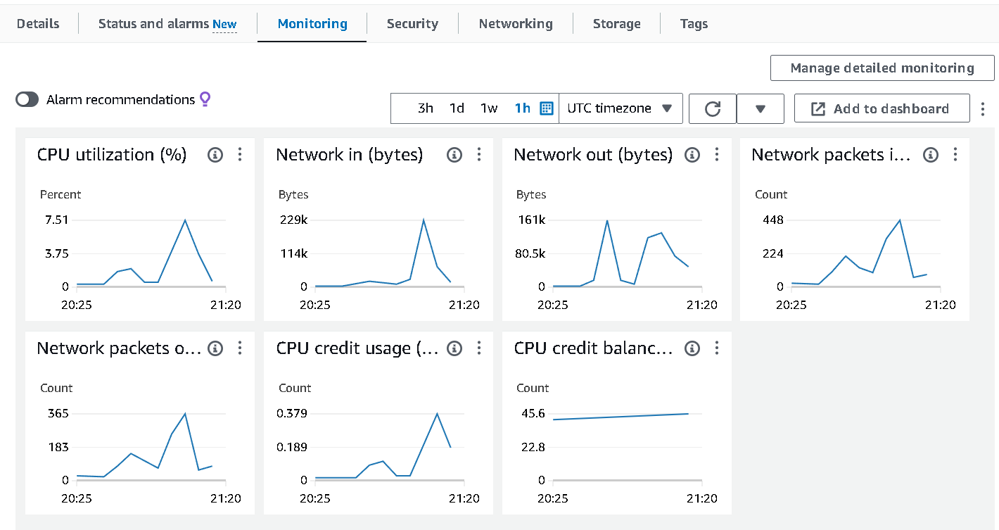 Details
Status and alarms New
Monitoring
Security
Networking
Storage
Tags
Manage detailed monitoring
Alarm recommendations
3h 1d 1w 1h
UTC timezone
Add to dashboard
CPU utilization (%)
Percent
7.51
3.75
0
20:25 21:20
Network in (bytes)
Bytes
229k
114k
0
20:25 21:20
Network out (bytes)
Bytes
161k
80.5k
0
20:25 21:20
Network packets i...
Count
448
224
0
20:25 21:20
Network packets o...
Count
365
183
0
20:25 21:20
CPU credit usage (...
Count
0.379
0.189
0
20:25 21:20
CPU credit balanc...
Count
45.6
22.8
0
20:25 21:20